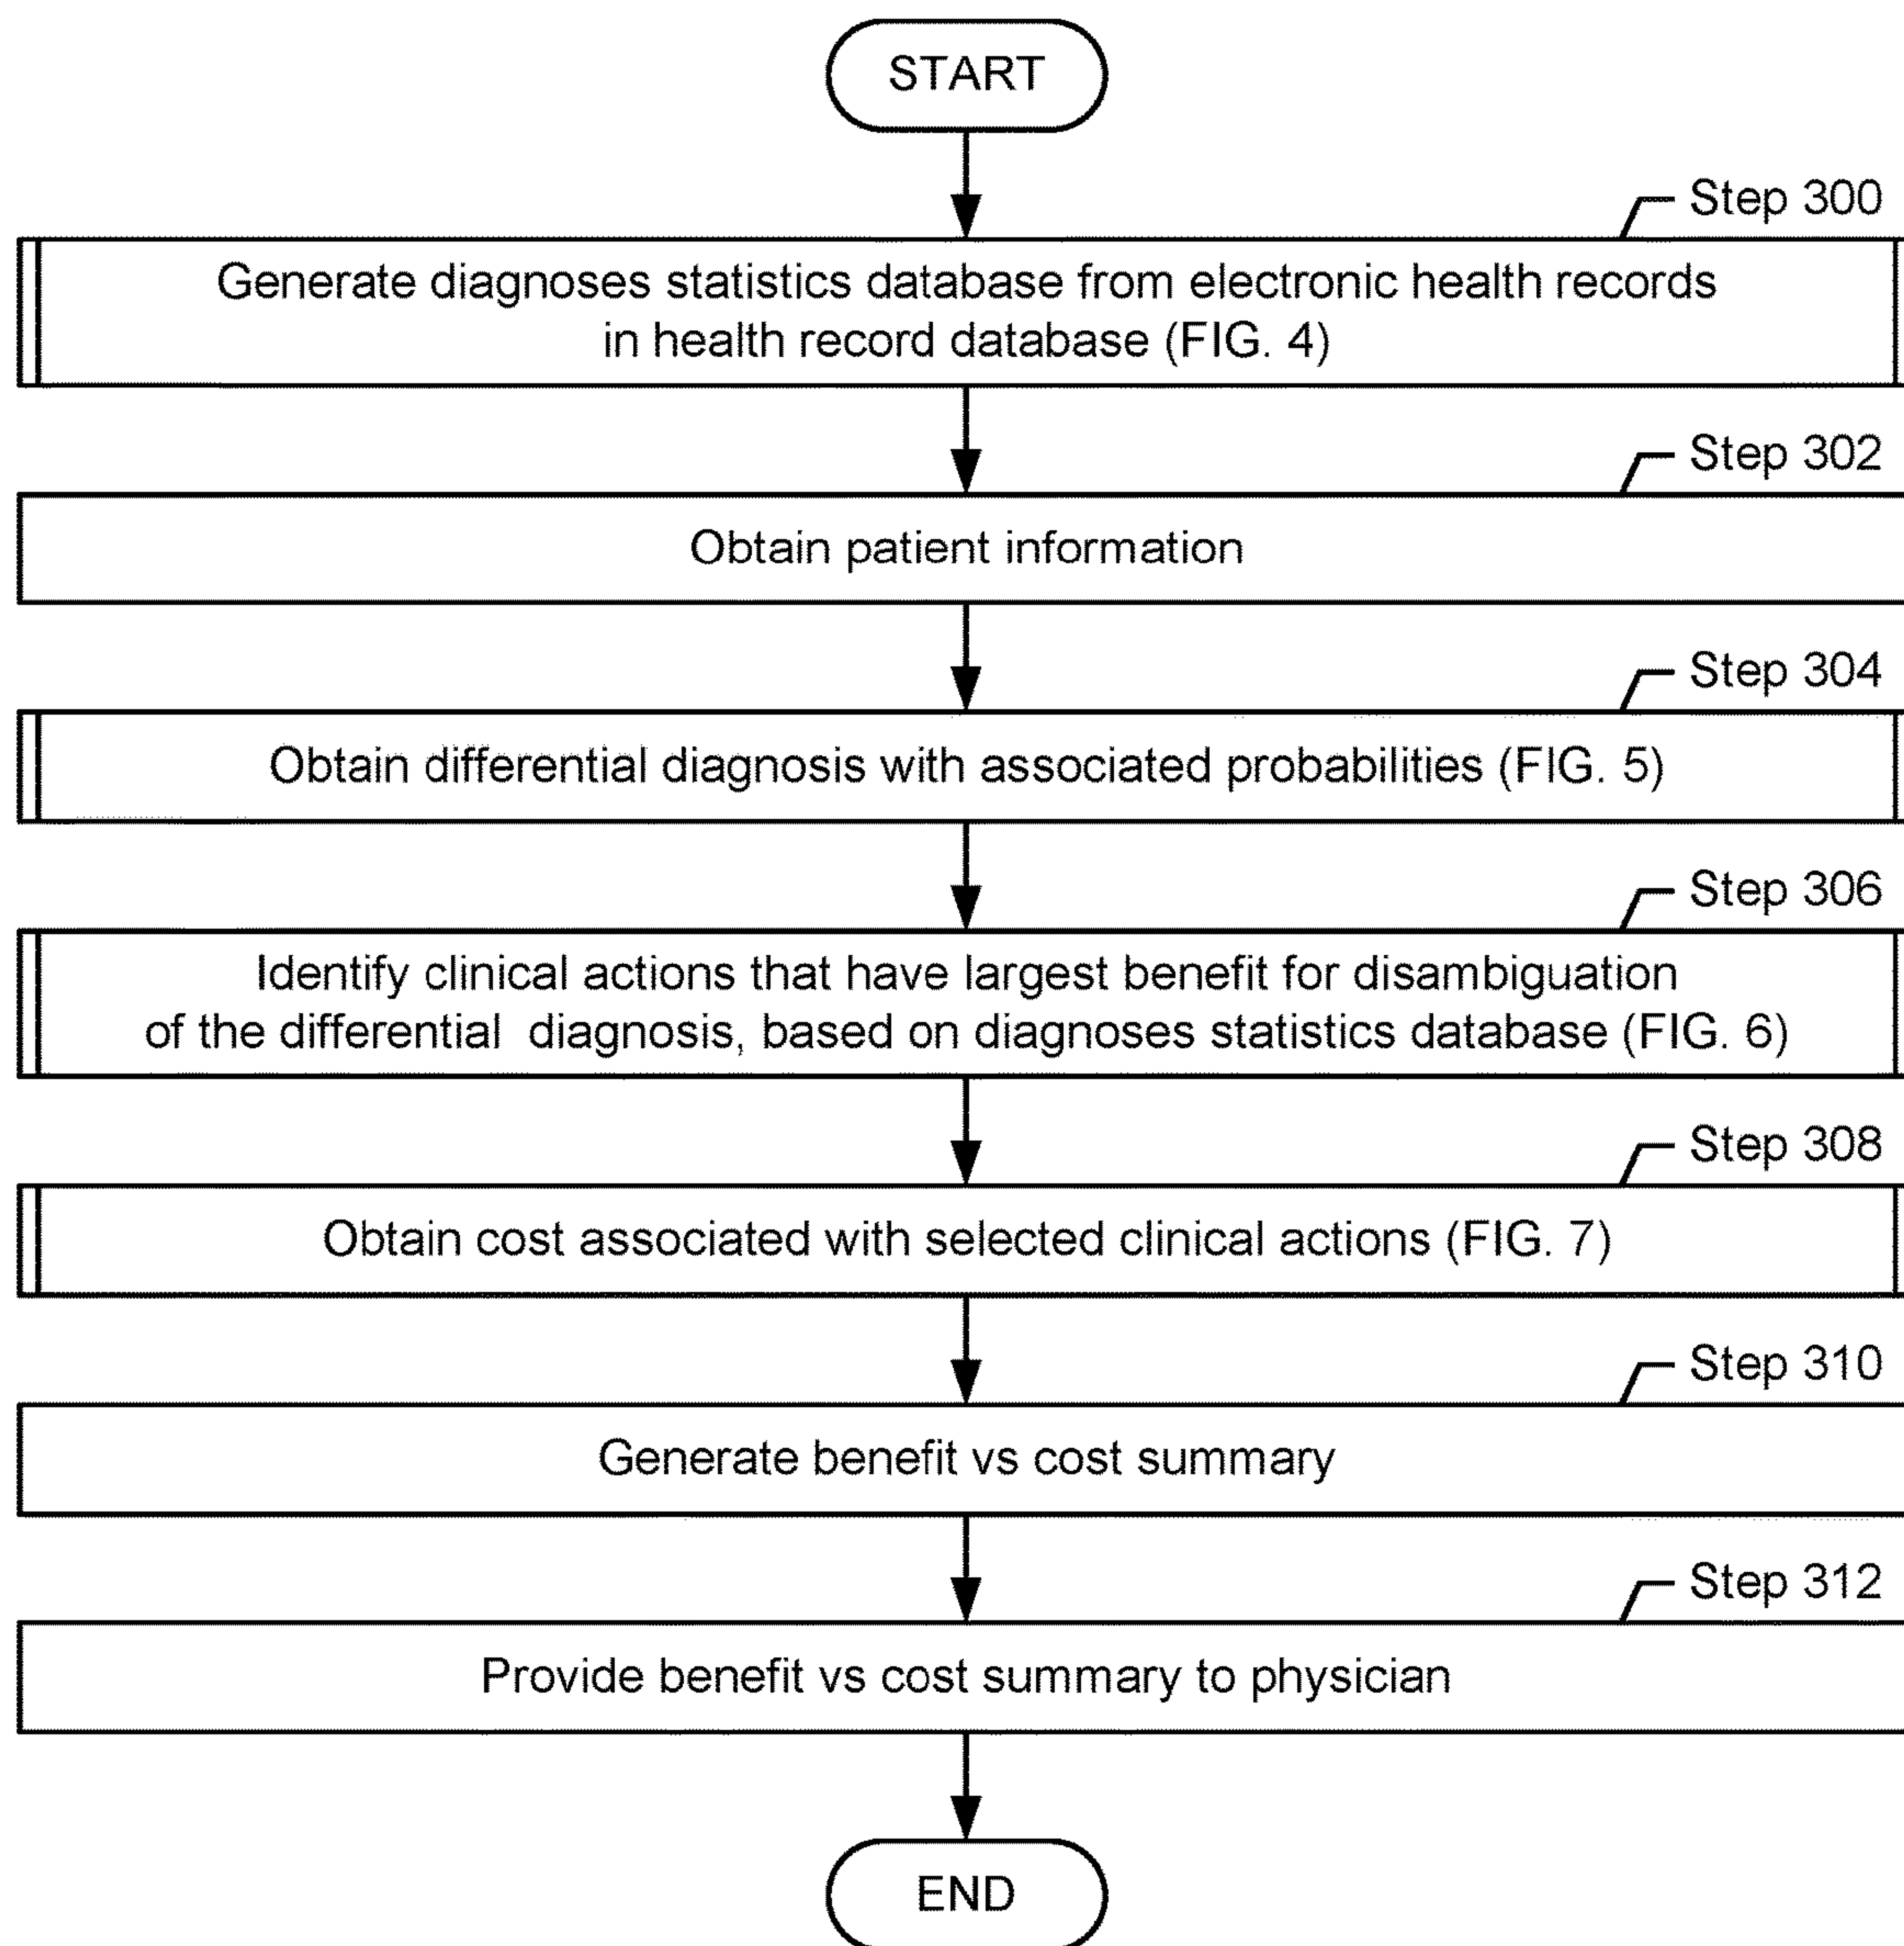 START
Step 300
Generate diagnoses statistics database from electronic health records
in health record database (FIG. 4)
Step 302
Obtain patient information
Step 304
Obtain differential diagnosis with associated probabilities (FIG. 5)
Step 306
Identify clinical actions that have largest benefit for disambiguation
of the differential diagnosis, based on diagnoses statistics database (FIG. 6)
Step 308
Obtain cost associated with selected clinical actions (FIG. 7)
Step 310
Generate benefit vs cost summary
Step 312
Provide benefit vs cost summary to physician
END